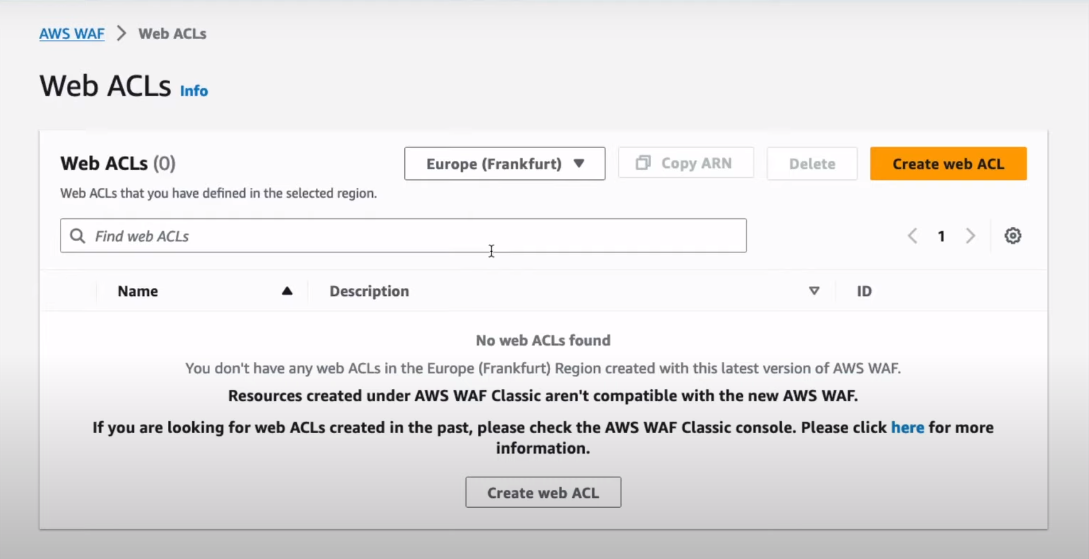 AWS WAF > Web ACLs
Web ACLs Info
Web ACLs (0)
Europe (Frankfurt)
Copy ARN
Delete
Create web ACL
Web ACLs that you have defined in the selected region.
Find web ACLs
1
Name
Description
ID
No web ACLs found
You don't have any web ACLs in the Europe (Frankfurt) Region created with this latest version of AWS WAF.
Resources created under AWS WAF Classic aren't compatible with the new AWS WAF.
If you are looking for web ACLs created in the past, please check the AWS WAF Classic console. Please click here for more
information.
Create web ACL